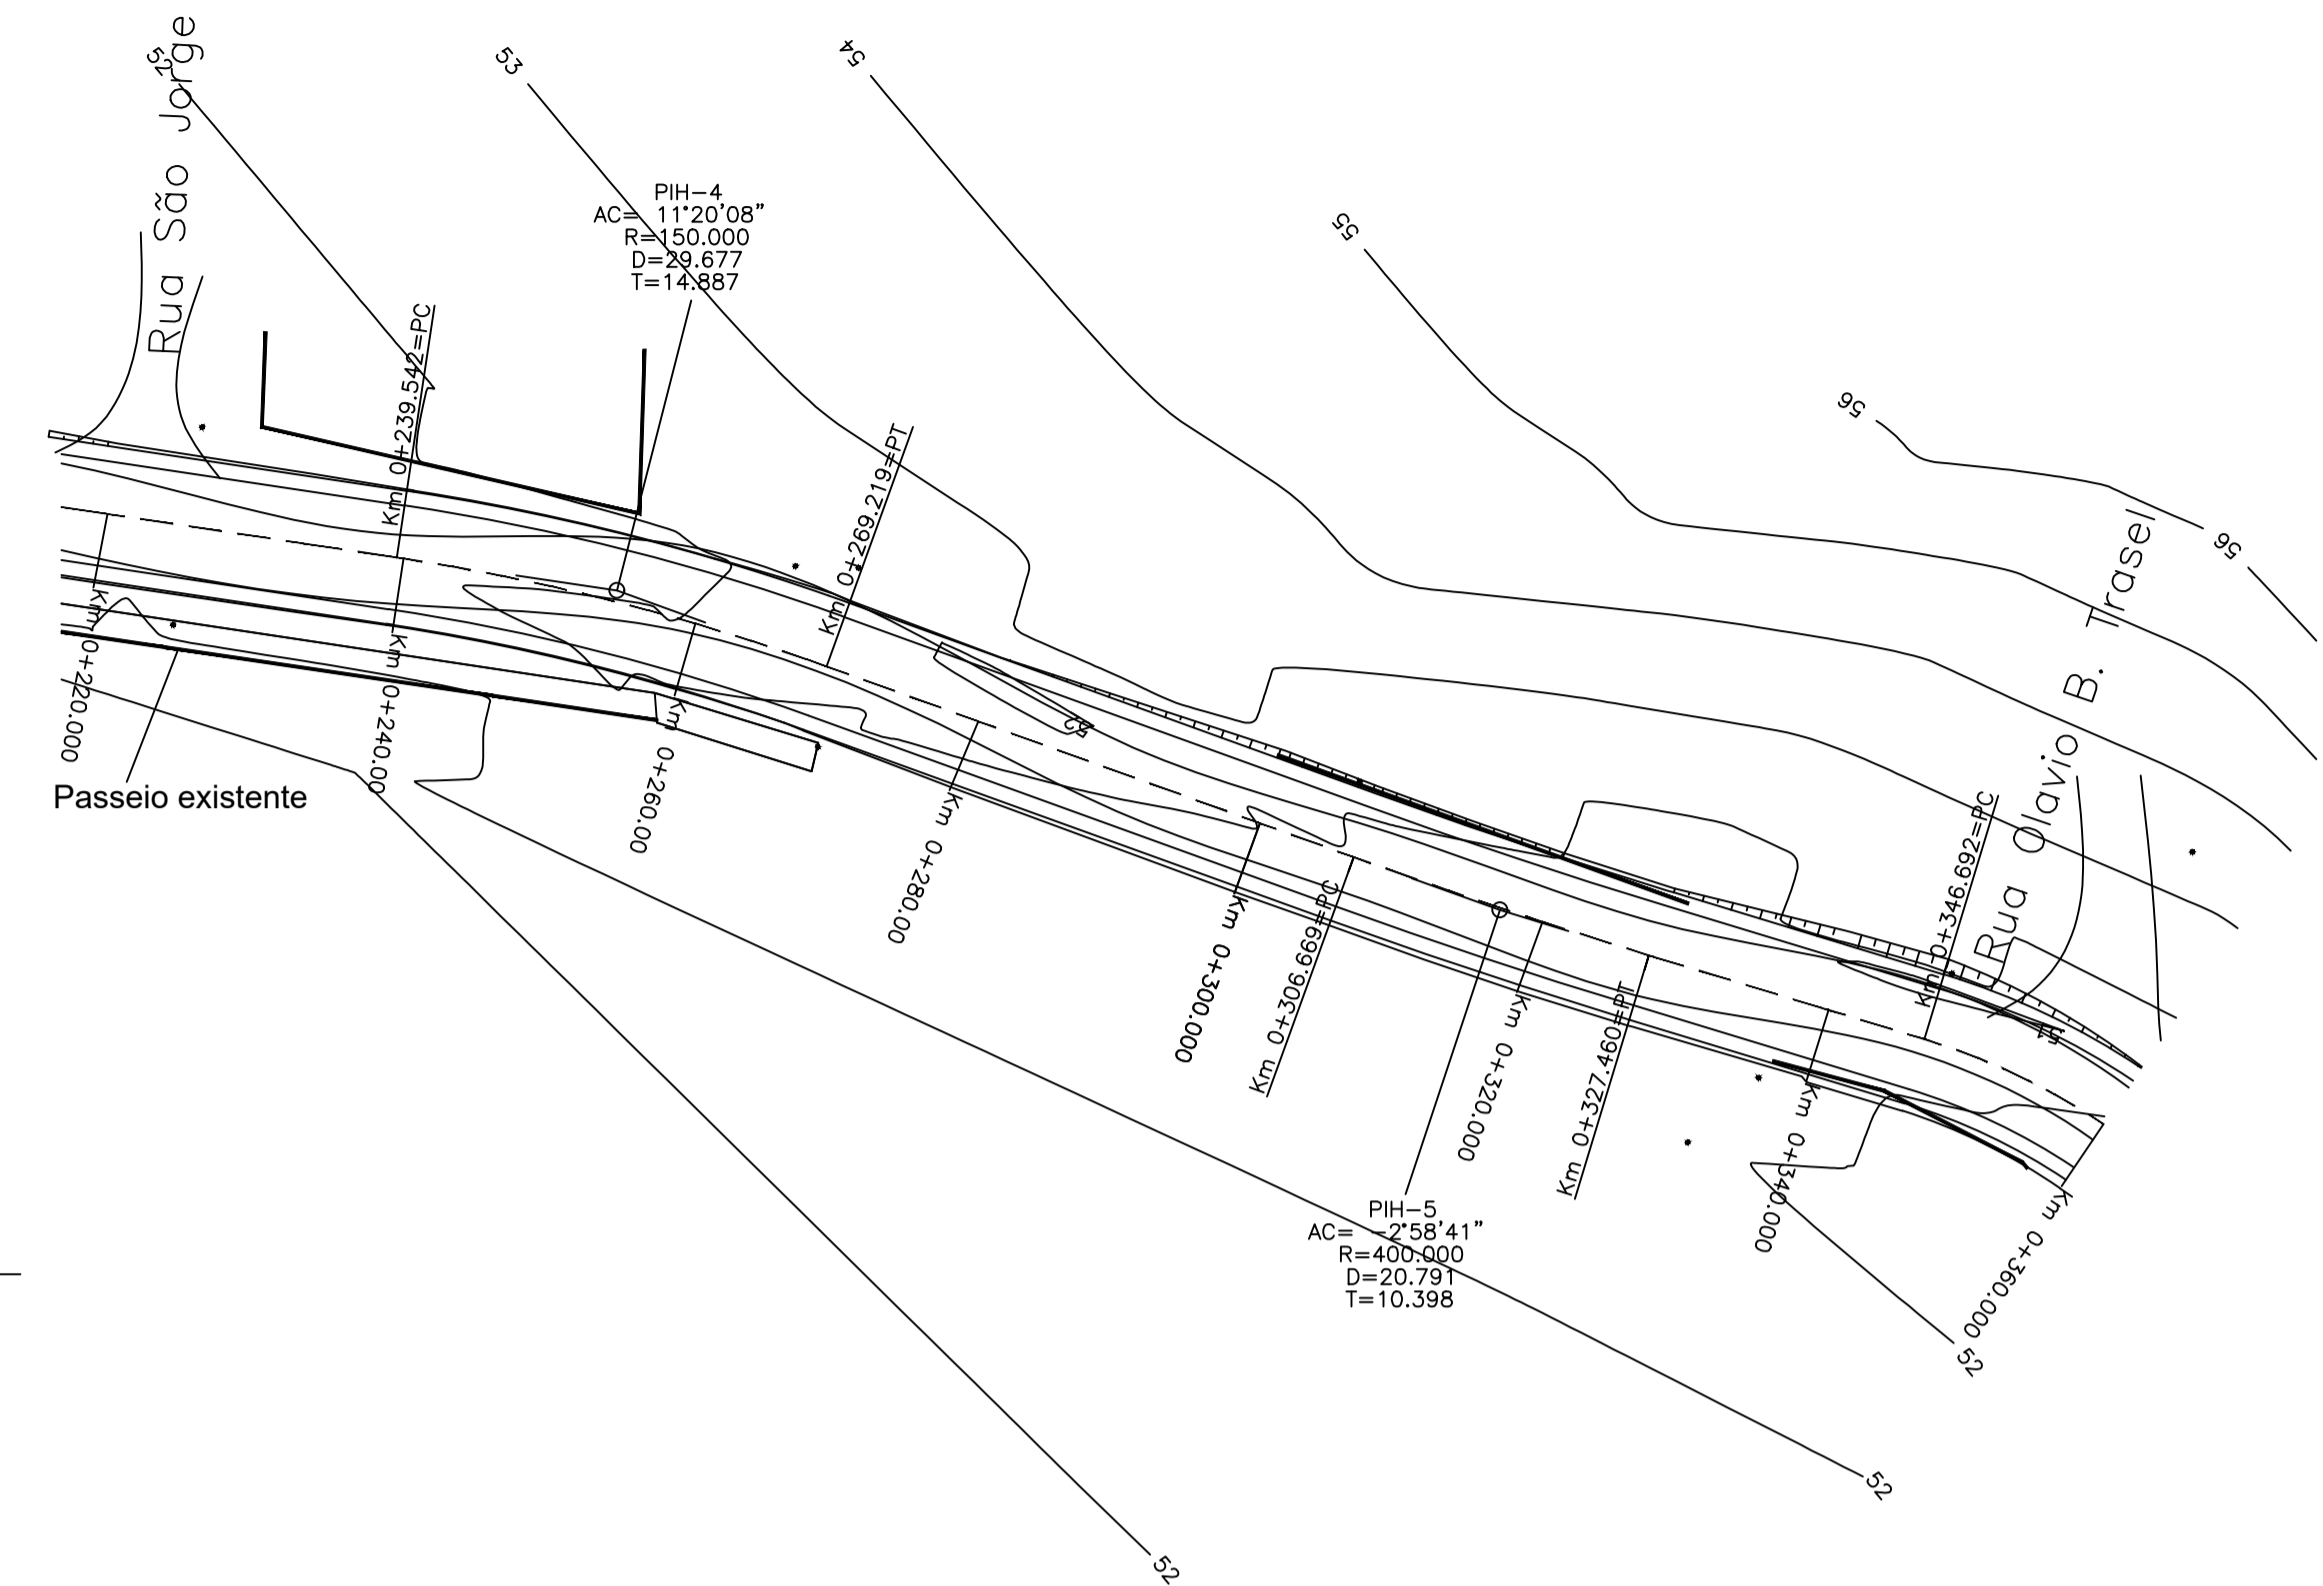 52
53
54
55
56
56
Rua São Jorge
PIH-4
AC= 11°20'08"
R=150.000
D=29.677
T=14.887
Km 0+239.542=PC
Km 0+269.219=PT
Km 0+220.000
Km 0+240.00
Km 0+260.00
Km 0+280.00
Km 0+300.000
Km 0+306.669=PC
Km 0+320.000
Km 0+327.460=PT
Km 0+340.000
Km 0+346.692=PC
Km 0+360.000
Passeio existente
Rua Olavio B. Trasel
PIH-5
AC= -2°58'41"
R=400.000
D=20.791
T=10.398
52
52
52